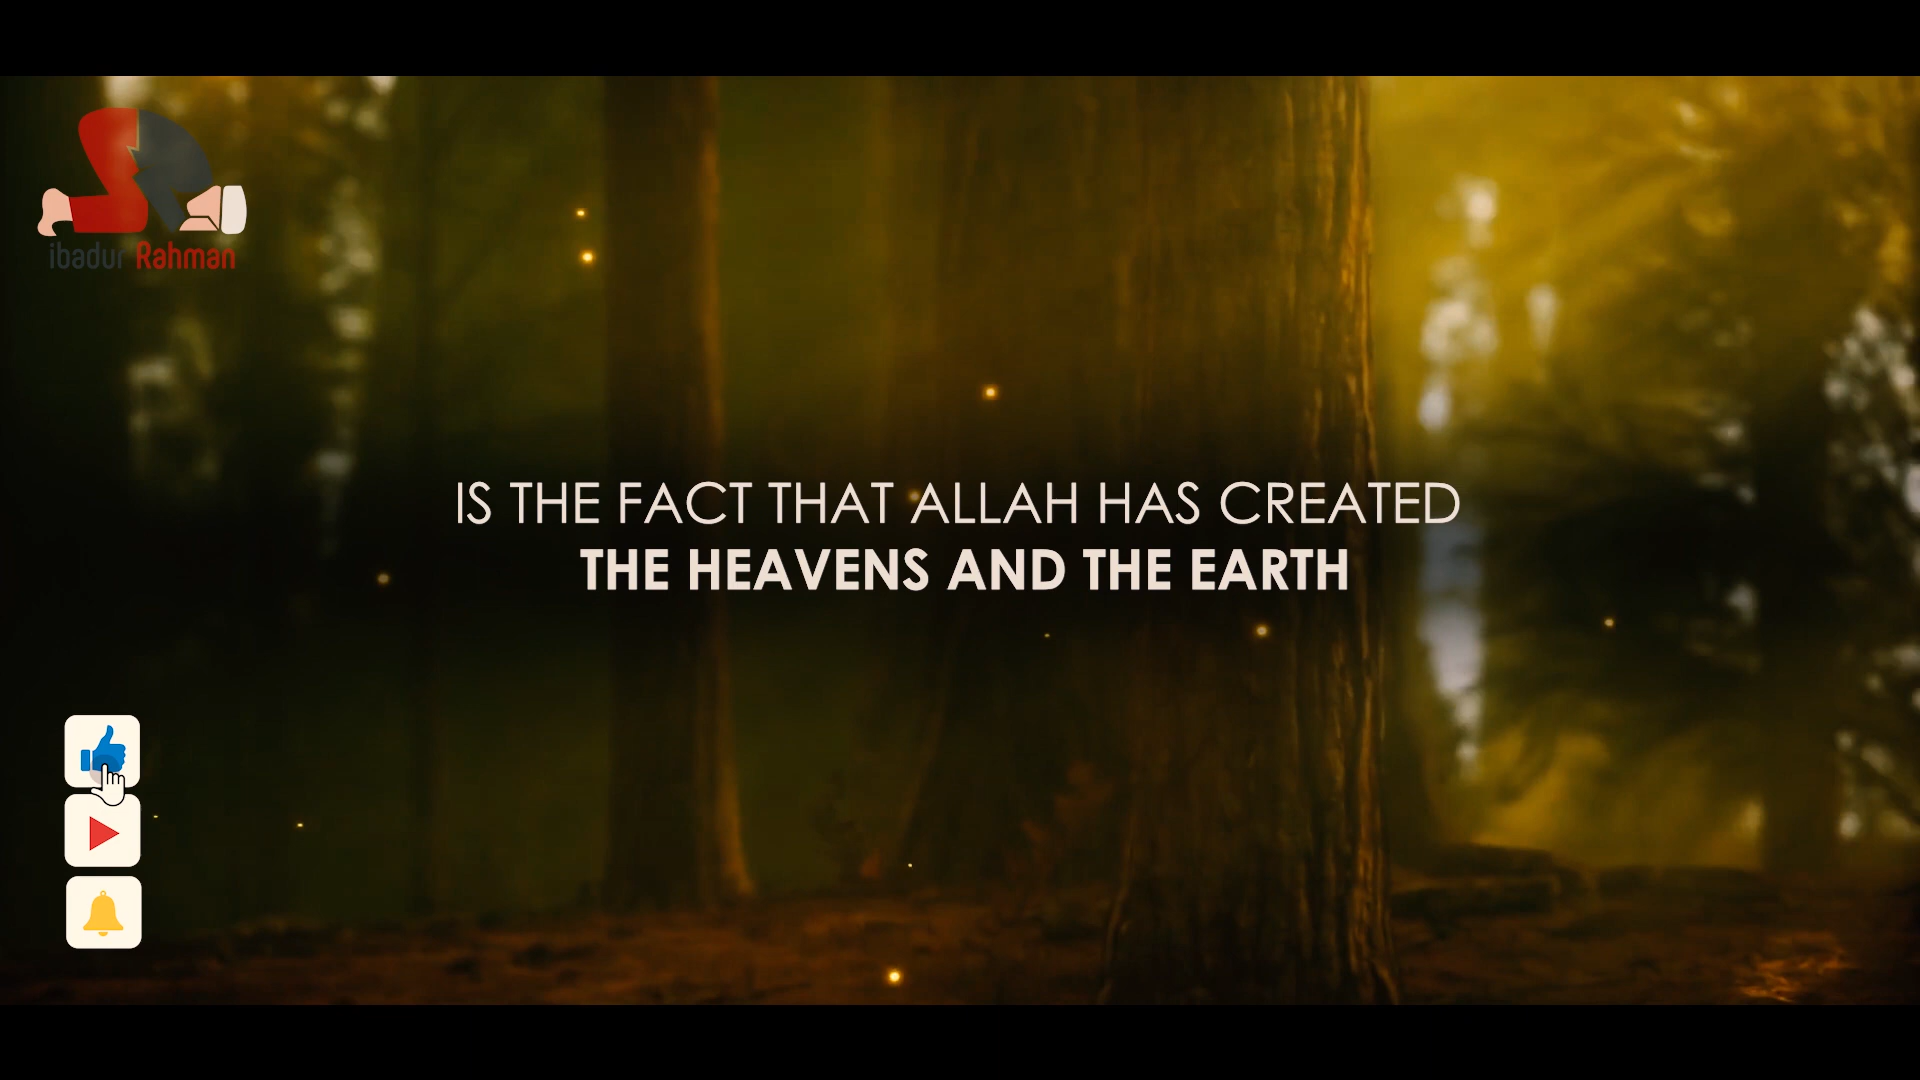 ibadur Rahman
IS THE FACT THAT ALLAH HAS CREATED
THE HEAVENS AND THE EARTH